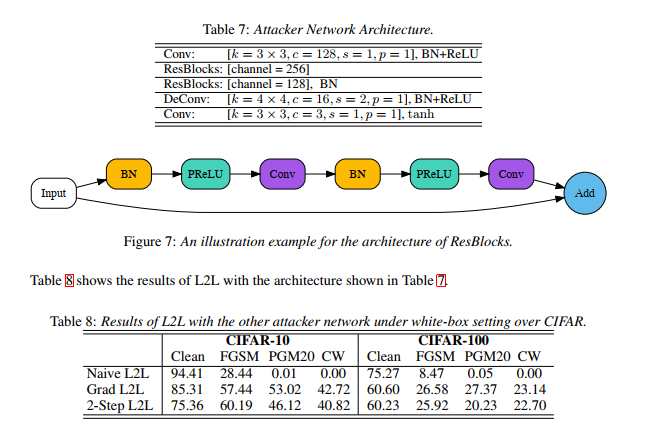 Table 7: Attacker Network Architecture.
Conv: [k = 3 × 3, c = 128, s = 1, p = 1], BN+ReLU
ResBlocks: [channel = 256]
ResBlocks: [channel = 128], BN
DeConv: [k = 4 × 4, c = 16, s = 2, p = 1], BN+ReLU
Conv: [k = 3 × 3, c = 3, s = 1, p = 1], tanh
Input BN PReLU Conv BN PReLU Conv Add
Figure 7: An illustration example for the architecture of ResBlocks.
Table 8 shows the results of L2L with the architecture shown in Table 7.
Table 8: Results of L2L with the other attacker network under white-box setting over CIFAR.
CIFAR-10 CIFAR-100
Clean FGSM PGM20 CW Clean FGSM PGM20 CW
Naive L2L 94.41 28.44 0.01 0.00 75.27 8.47 0.05 0.00
Grad L2L 85.31 57.44 53.02 42.72 60.60 26.58 27.37 23.14
2-Step L2L 75.36 60.19 46.12 40.82 60.23 25.92 20.23 22.70